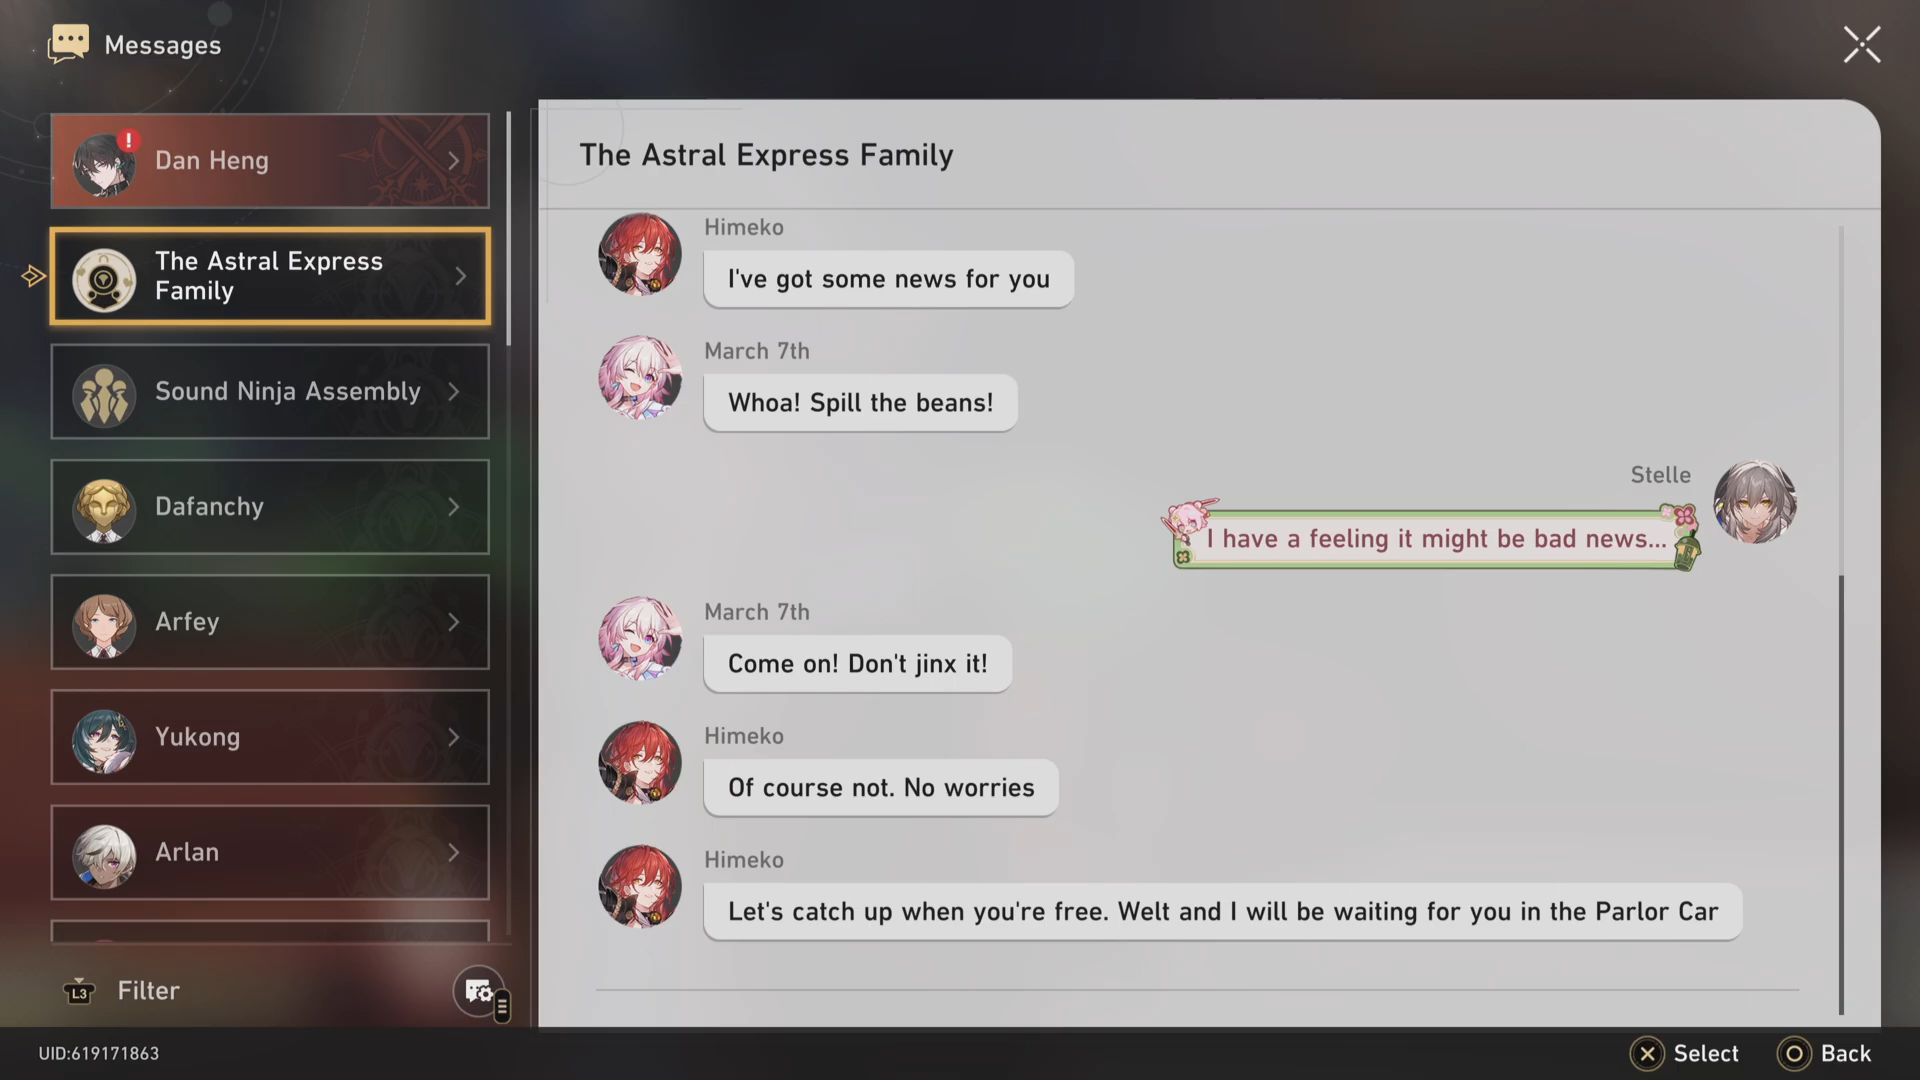 Messages
!
Dan Heng
The Astral Express
Family
Sound Ninja Assembly
Dafanchy
Arfey
Yukong
Arlan
L3
Filter
The Astral Express Family
Himeko
I've got some news for you
March 7th
Whoa! Spill the beans!
Stelle
I have a feeling it might be bad news...
March 7th
Come on! Don't jinx it!
Himeko
Of course not. No worries
Himeko
Let's catch up when you're free. Welt and I will be waiting for you in the Parlor Car
UID:619171863
Select
Back